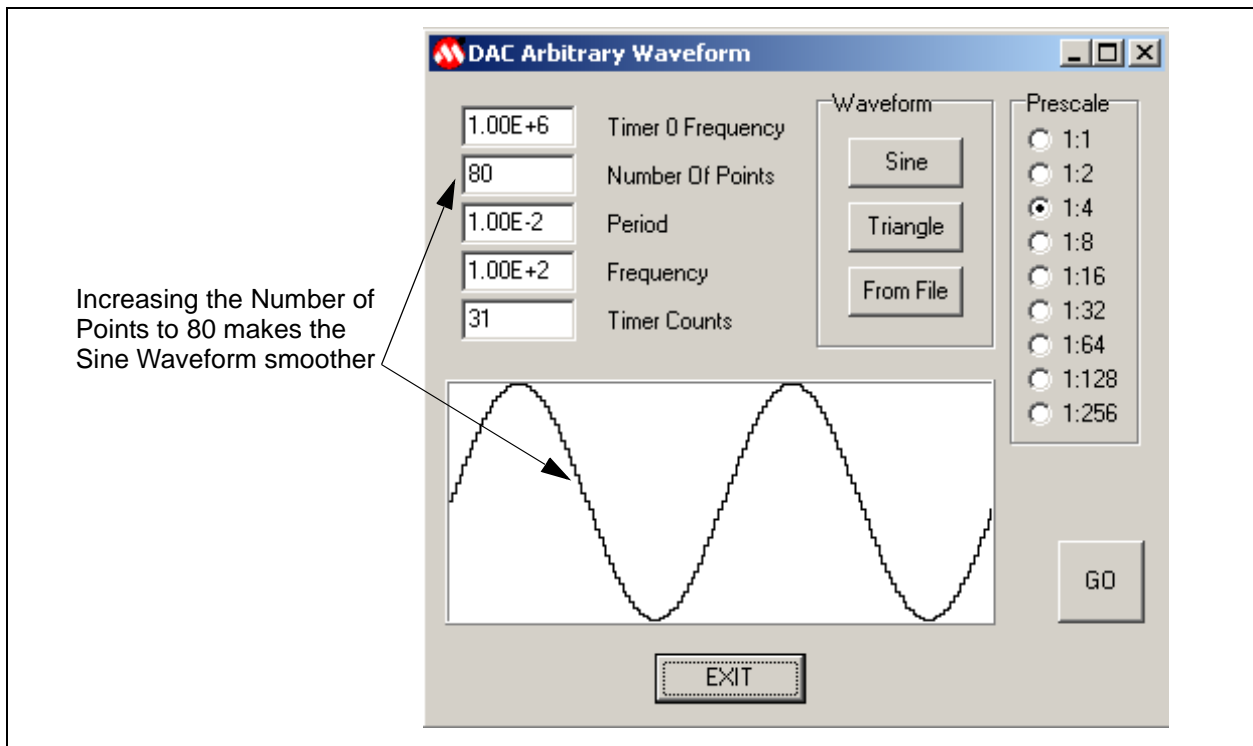 DAC Arbitrary Waveform
1.00E+6 Timer 0 Frequency
80 Number Of Points
1.00E-2 Period
1.00E+2 Frequency
31 Timer Counts
Waveform
Sine
Triangle
From File
Prescale
1:1
1:2
1:4
1:8
1:16
1:32
1:64
1:128
1:256
Increasing the Number of
Points to 80 makes the
Sine Waveform smoother
GO
EXIT